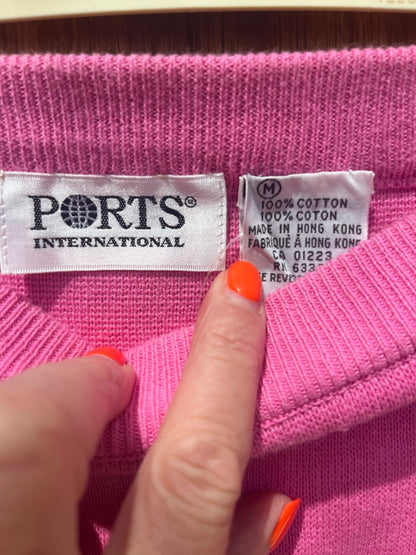 PORTS®
INTERNATIONAL
M
100% COTTON
100% COTON
MADE IN HONG KONG
FABRIQUÉ À HONG KONG
CA 01223